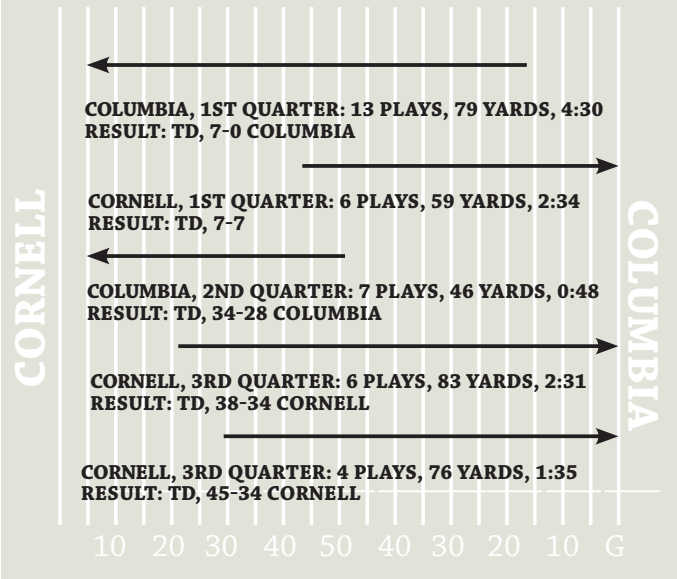 COLUMBIA, 1ST QUARTER: 13 PLAYS, 79 YARDS, 4:30
RESULT: TD, 7-0 COLUMBIA
CORNELL, 1ST QUARTER: 6 PLAYS, 59 YARDS, 2:34
RESULT: TD, 7-7
CORNELL
COLUMBIA
COLUMBIA, 2ND QUARTER: 7 PLAYS, 46 YARDS, 0:48
RESULT: TD, 34-28 COLUMBIA
CORNELL, 3RD QUARTER: 6 PLAYS, 83 YARDS, 2:31
RESULT: TD, 38-34 CORNELL
CORNELL, 3RD QUARTER: 4 PLAYS, 76 YARDS, 1:35
RESULT: TD, 45-34 CORNELL
10 20 30 40 50 40 30 20 10 G